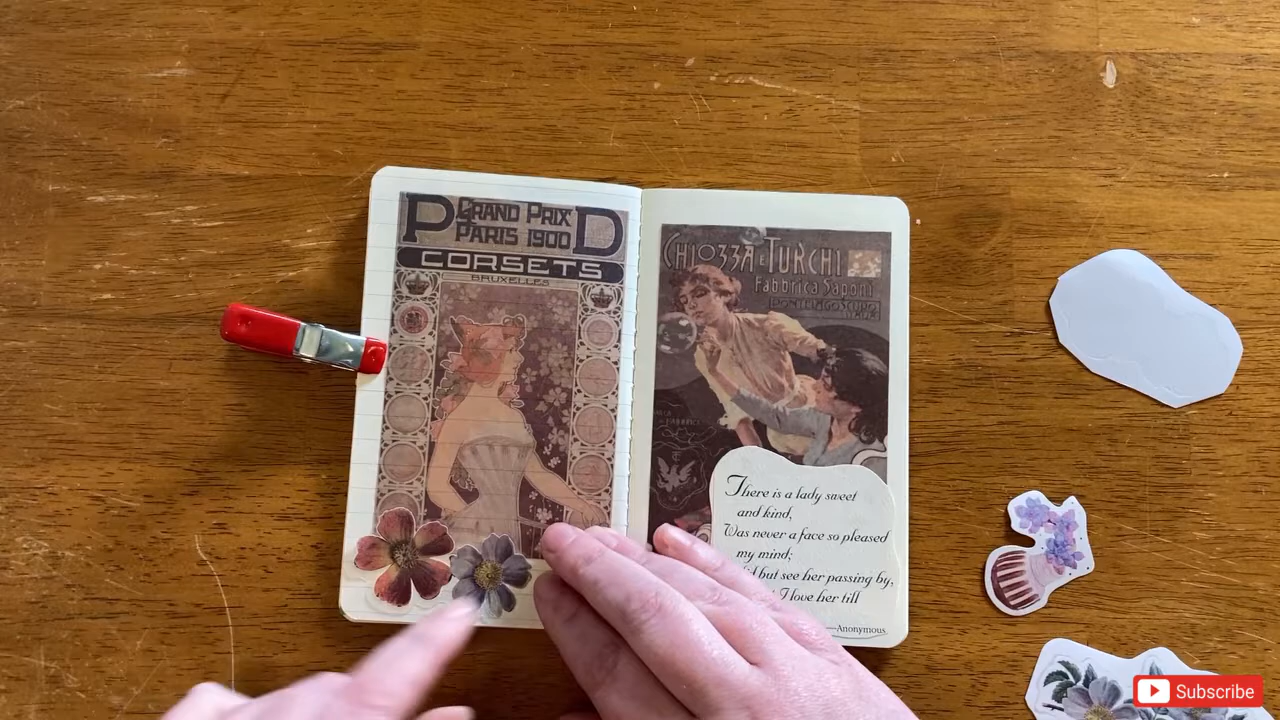 P GRAND PRIX D
PARIS 1900
CORSETS
BRUXELLES
CHIOZZA E TURCHI
Fabbrica Saponi
There is a lady sweet
and kind,
Was never a face so pleased
my mind;
but see her passing by,
I love her till
—Anonymous
Subscribe